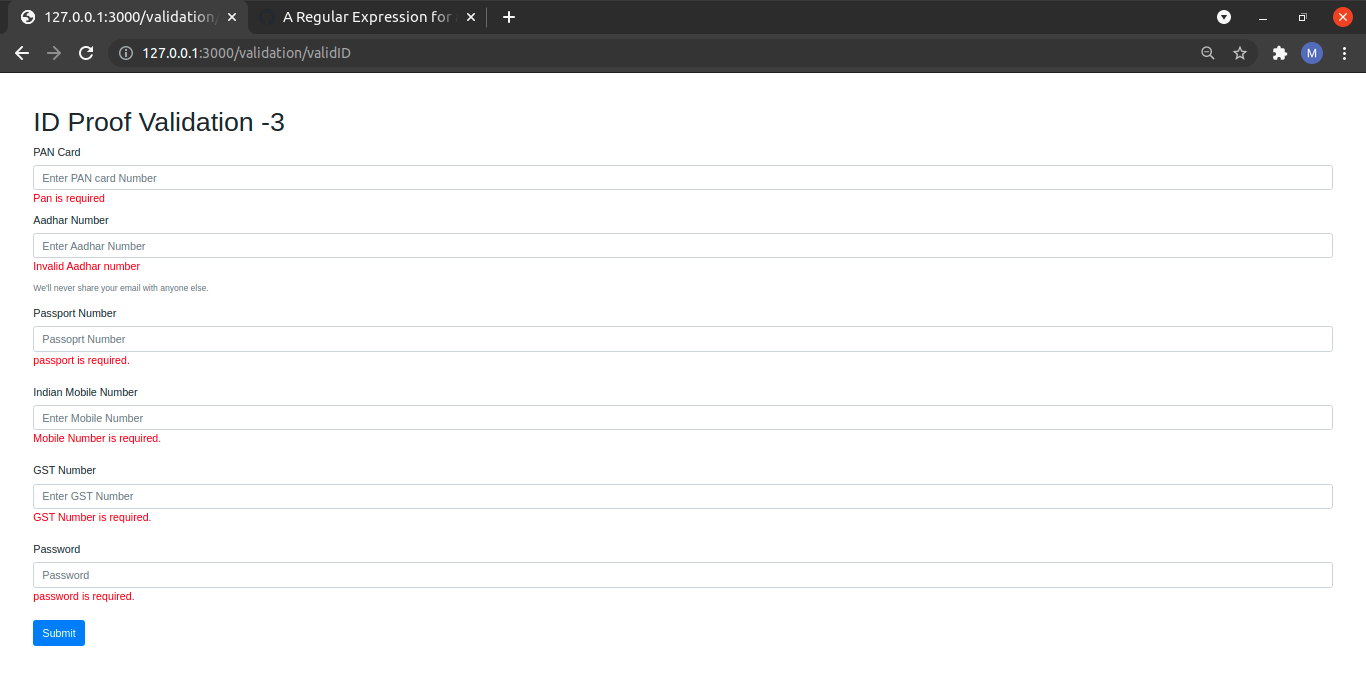 127.0.0.1:3000/validation/
A Regular Expression for
127.0.0.1:3000/validation/validID
M
ID Proof Validation -3
PAN Card
Enter PAN card Number
Pan is required
Aadhar Number
Enter Aadhar Number
Invalid Aadhar number
We'll never share your email with anyone else.
Passport Number
Passoprt Number
passport is required.
Indian Mobile Number
Enter Mobile Number
Mobile Number is required.
GST Number
Enter GST Number
GST Number is required.
Password
Password
password is required.
Submit